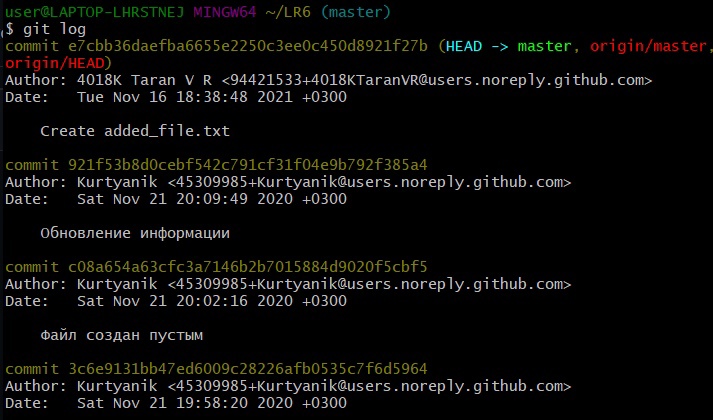 user@LAPTOP-LHRSTNEJ MINGW64 ~/LR6 (master)
$ git log
commit e7cbb36daefba6655e2250c3ee0c450d8921f27b (HEAD -> master, origin/master,
origin/HEAD)
Author: 4018K Taran V R <94421533+4018KTaranVR@users.noreply.github.com>
Date:   Tue Nov 16 18:38:48 2021 +0300
    Create added_file.txt
commit 921f53b8d0cebf542c791cf31f04e9b792f385a4
Author: Kurtyanik <45309985+Kurtyanik@users.noreply.github.com>
Date:   Sat Nov 21 20:09:49 2020 +0300
    Обновление информации
commit c08a654a63cfc3a7146b2b7015884d9020f5cbf5
Author: Kurtyanik <45309985+Kurtyanik@users.noreply.github.com>
Date:   Sat Nov 21 20:02:16 2020 +0300
    Файл создан пустым
commit 3c6e9131bb47ed6009c28226afb0535c7f6d5964
Author: Kurtyanik <45309985+Kurtyanik@users.noreply.github.com>
Date:   Sat Nov 21 19:58:20 2020 +0300